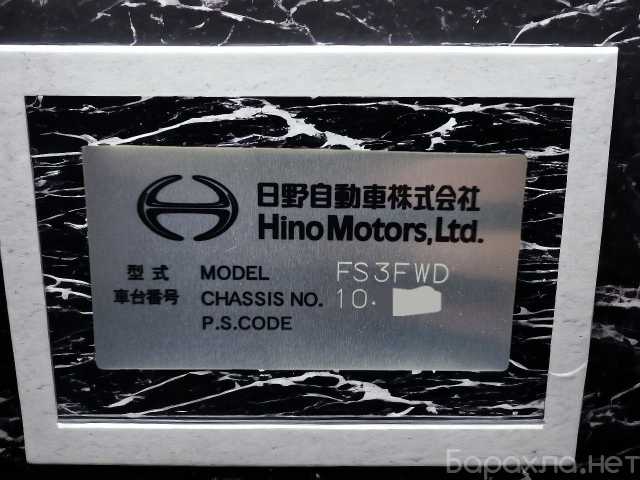 日野自動車株式会社
Hino Motors, Ltd.
型式 MODEL FS3FWD
車台番号 CHASSIS NO. 10.
P.S.CODE
Барахла.нет